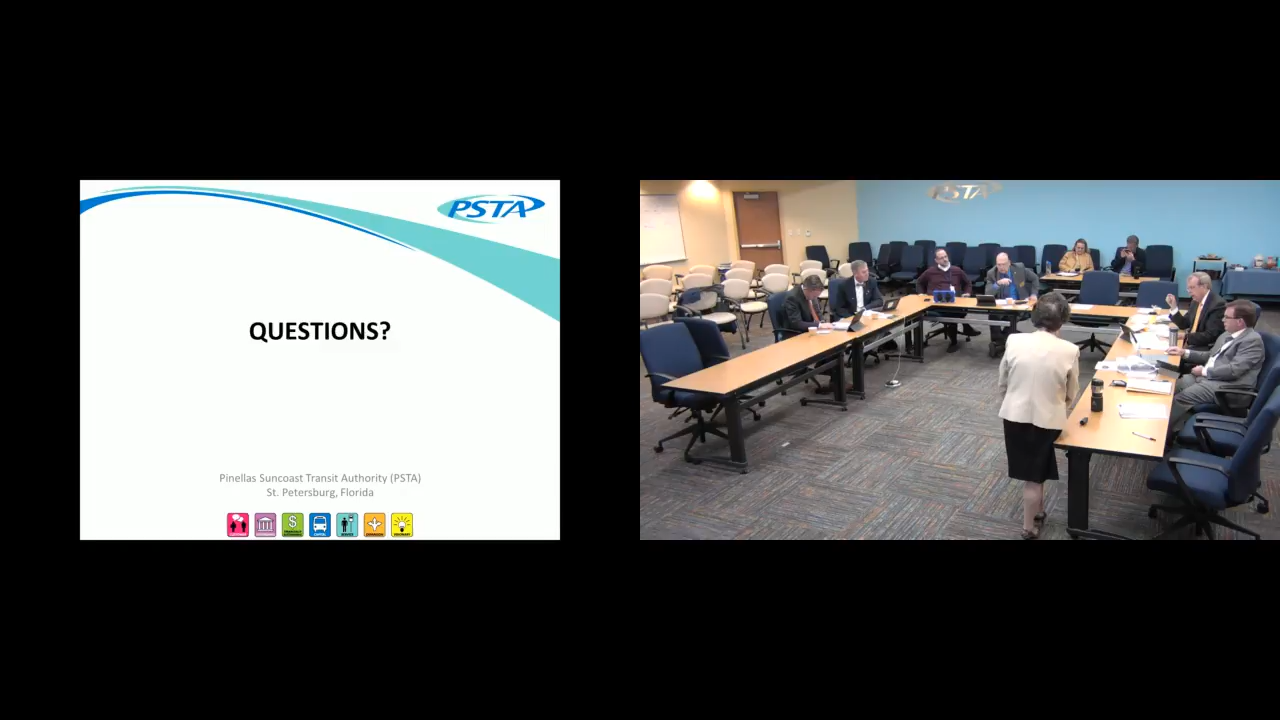 PSTA
QUESTIONS?
Pinellas Suncoast Transit Authority (PSTA)
St. Petersburg, Florida
PSTA